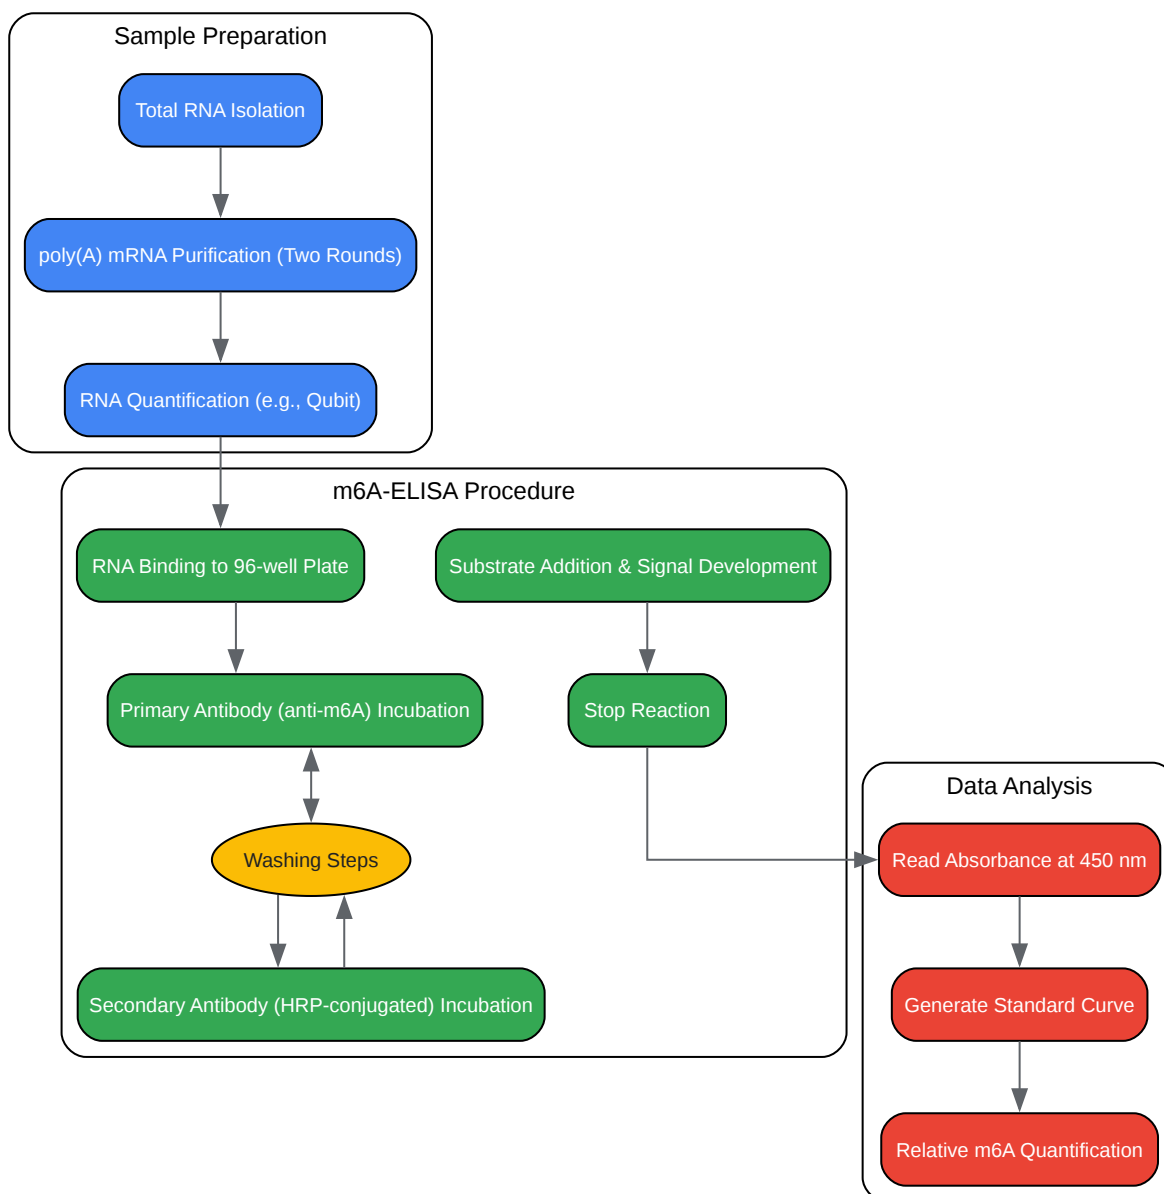 Sample Preparation
Total RNA Isolation
poly(A) mRNA Purification (Two Rounds)
RNA Quantification (e.g., Qubit)
m6A-ELISA Procedure
RNA Binding to 96-well Plate
Substrate Addition & Signal Development
Primary Antibody (anti-m6A) Incubation
Stop Reaction
Washing Steps
Secondary Antibody (HRP-conjugated) Incubation
Data Analysis
Read Absorbance at 450 nm
Generate Standard Curve
Relative m6A Quantification